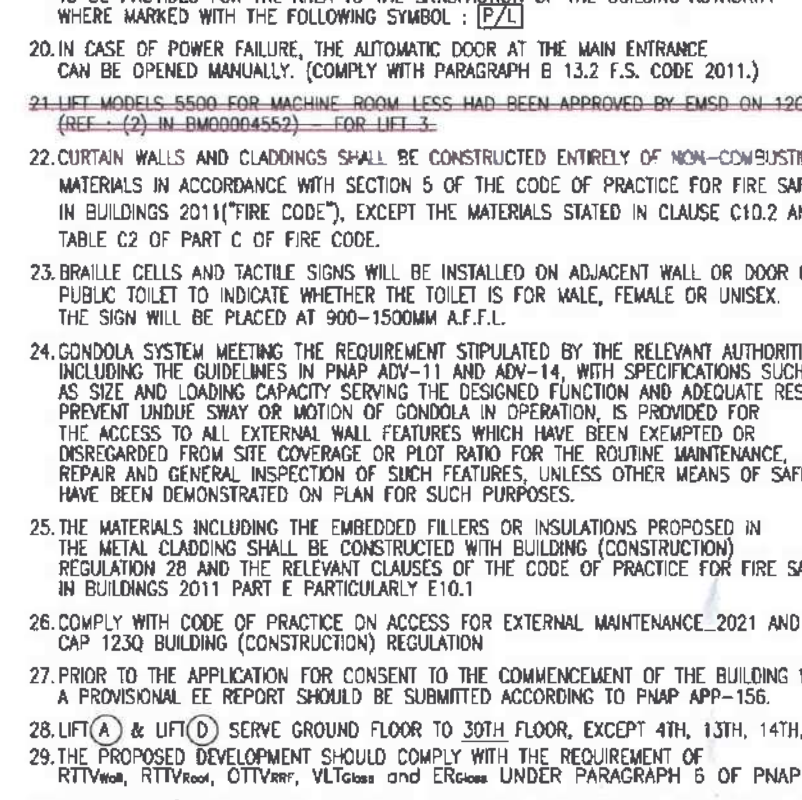 WHERE MARKED WITH THE FOLLOWING SYMBOL : P/L
20. IN CASE OF POWER FAILURE, THE AUTOMATIC DOOR AT THE MAIN ENTRANCE
CAN BE OPENED MANUALLY. (COMPLY WITH PARAGRAPH B 13.2 F.S. CODE 2011.)
21. LIFT MODELS 5500 FOR MACHINE ROOM LESS HAD BEEN APPROVED BY EMSD ON
(REF : (2) IN BM00004552) - FOR LIFT 3.
22. CURTAIN WALLS AND CLADDINGS SHALL BE CONSTRUCTED ENTIRELY OF
MATERIALS IN ACCORDANCE WITH SECTION 5 OF THE CODE OF PRACTICE FOR FIRE
IN BUILDINGS 2011("FIRE CODE"), EXCEPT THE MATERIALS STATED IN CLAUSE C10.2
TABLE C2 OF PART C OF FIRE CODE.
23. BRAILLE CELLS AND TACTILE SIGNS WILL BE INSTALLED ON ADJACENT WALL OR DOOR
PUBLIC TOILET TO INDICATE WHETHER THE TOILET IS FOR MALE, FEMALE OR UNISEX.
THE SIGN WILL BE PLACED AT 900-1500MM A.F.F.L.
24. GONDOLA SYSTEM MEETING THE REQUIREMENT STIPULATED BY THE RELEVANT
INCLUDING THE GUIDELINES IN PNAP ADV-11 AND ADV-14, WITH SPECIFICATIONS SUCH
AS SIZE AND LOADING CAPACITY SERVING THE DESIGNED FUNCTION AND ADEQUATE
PREVENT UNDUE SWAY OR MOTION OF GONDOLA IN OPERATION, IS PROVIDED FOR
THE ACCESS TO ALL EXTERNAL WALL FEATURES WHICH HAVE BEEN EXEMPTED OR
DISREGARDED FROM SITE COVERAGE OR PLOT RATIO FOR THE ROUTINE MAINTENANCE,
REPAIR AND GENERAL INSPECTION OF SUCH FEATURES, UNLESS OTHER MEANS OF
HAVE BEEN DEMONSTRATED ON PLAN FOR SUCH PURPOSES.
25. THE MATERIALS INCLUDING THE EMBEDDED FILLERS OR INSULATIONS PROPOSED IN
THE METAL CLADDING SHALL BE CONSTRUCTED WITH BUILDING (CONSTRUCTION)
REGULATION 28 AND THE RELEVANT CLAUSES OF THE CODE OF PRACTICE FOR FIRE
IN BUILDINGS 2011 PART E PARTICULARLY E10.1
26. COMPLY WITH CODE OF PRACTICE ON ACCESS FOR EXTERNAL MAINTENANCE_2021 AND
CAP 123Q BUILDING (CONSTRUCTION) REGULATION
27. PRIOR TO THE APPLICATION FOR CONSENT TO THE COMMENCEMENT OF THE BUILDING
A PROVISIONAL EE REPORT SHOULD BE SUBMITTED ACCORDING TO PNAP APP-156.
28. LIFT A & LIFT D SERVE GROUND FLOOR TO 30TH FLOOR, EXCEPT 4TH, 13TH, 14TH,
29. THE PROPOSED DEVELOPMENT SHOULD COMPLY WITH THE REQUIREMENT OF
RTTVWall, RTTVRoof, OTTVRRF, VLTGlass and ERGlass UNDER PARAGRAPH 6 OF PNAP